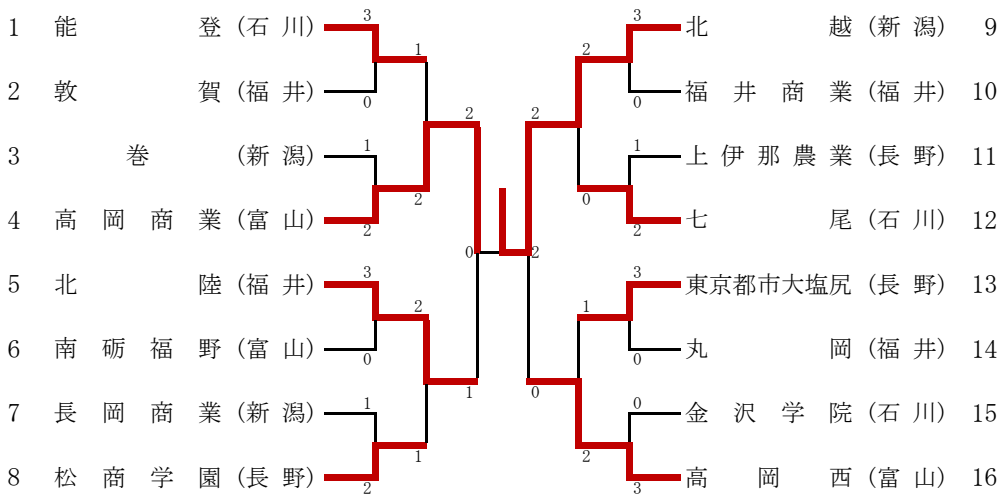 1 能登 (石川) 3
1
2 敦賀 (福井) 0
2
3 巻 (新潟) 1
2
4 高岡商業 (富山) 2
0
5 北陸 (福井) 3
2
6 南砺福野 (富山) 0
1
7 長岡商業 (新潟) 1
1
8 松商学園 (長野) 2
3 北越 (新潟) 9
2
0 福井商業 (福井) 10
2
1 上伊那農業 (長野) 11
0
2 七尾 (石川) 12
2
3 東京都市大塩尻 (長野) 13
1
0 丸岡 (福井) 14
0
0 金沢学院 (石川) 15
2
3 高岡西 (富山) 16